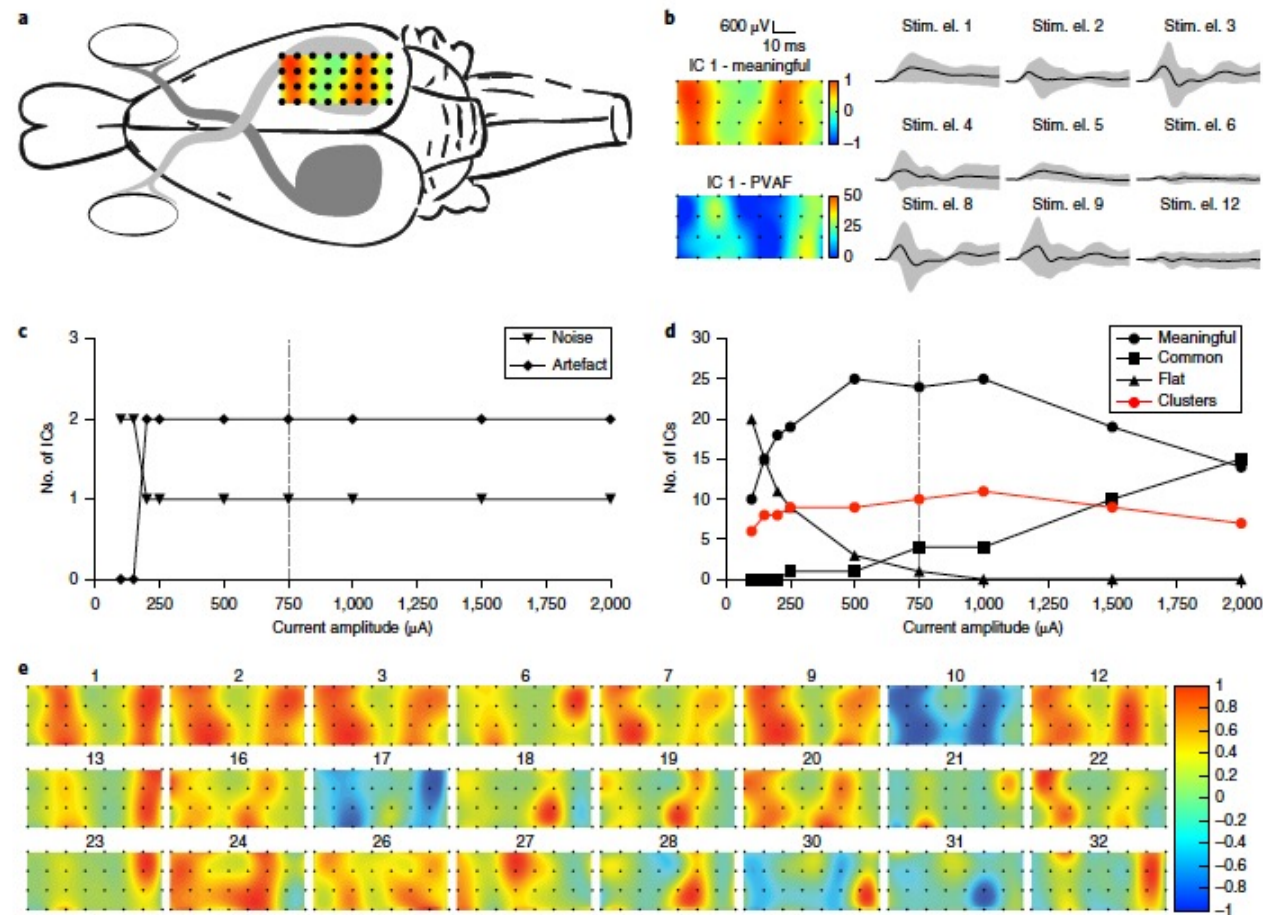 a
b
600 µV
10 ms
IC 1 - meaningful
1
0
–1
IC 1 - PVAF
50
25
0
Stim. el. 1
Stim. el. 2
Stim. el. 3
Stim. el. 4
Stim. el. 5
Stim. el. 6
Stim. el. 8
Stim. el. 9
Stim. el. 12
c
3
2
1
0
No. of ICs
Noise
Artefact
0 250 500 750 1,000 1,250 1,500 1,750 2,000
Current amplitude (µA)
d
30
25
20
15
10
5
0
No. of ICs
Meaningful
Common
Flat
Clusters
0 250 500 750 1,000 1,250 1,500 1,750 2,000
Current amplitude (µA)
e
1 2 3 6 7 9 10 12
13 16 17 18 19 20 21 22
23 24 26 27 28 30 31 32
1
0.8
0.6
0.4
0.2
0
–0.2
–0.4
–0.6
–0.8
–1